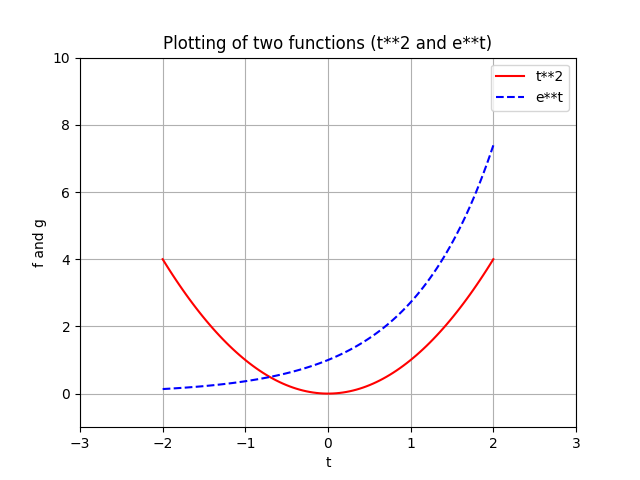 Plotting of two functions (t**2 and e**t)
t**2
e**t
10
8
6
4
2
0
f and g
−3
−2
−1
0
1
2
3
t